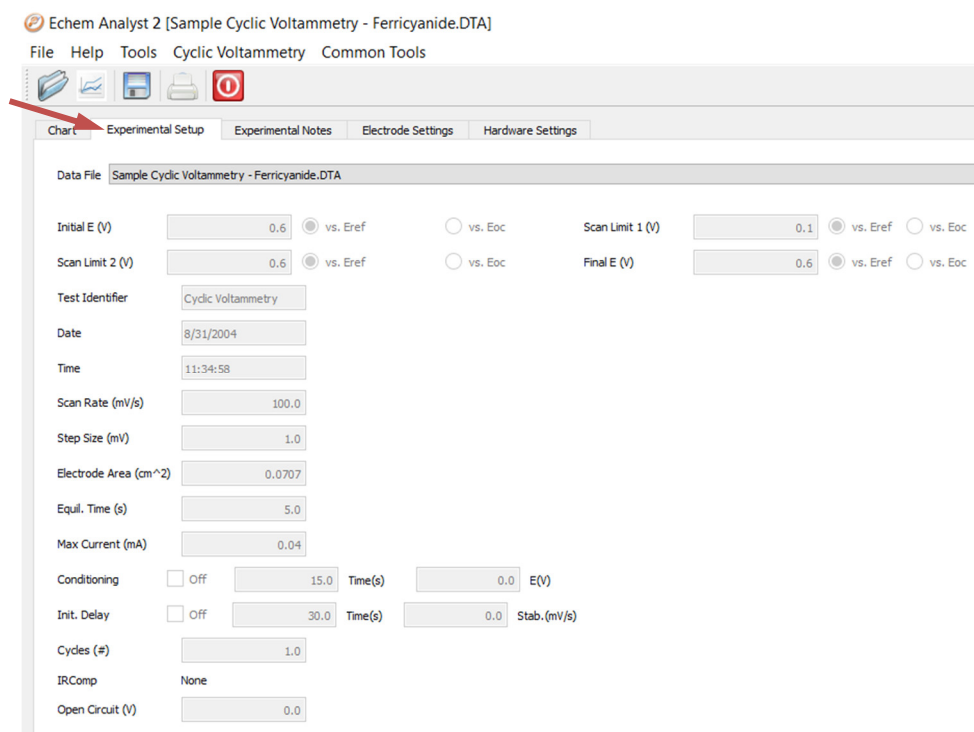 Echem Analyst 2 [Sample Cyclic Voltammetry - Ferricyanide.DTA]
File Help Tools Cyclic Voltammetry Common Tools
Chart Experimental Setup Experimental Notes Electrode Settings Hardware Settings
Data File Sample Cyclic Voltammetry - Ferricyanide.DTA
Initial E (V) 0.6 vs. Eref vs. Eoc Scan Limit 1 (V) 0.1 vs. Eref vs. Eoc
Scan Limit 2 (V) 0.6 vs. Eref vs. Eoc Final E (V) 0.6 vs. Eref vs. Eoc
Test Identifier Cyclic Voltammetry
Date 8/31/2004
Time 11:34:58
Scan Rate (mV/s) 100.0
Step Size (mV) 1.0
Electrode Area (cm^2) 0.0707
Equil. Time (s) 5.0
Max Current (mA) 0.04
Conditioning Off 15.0 Time(s) 0.0 E(V)
Init. Delay Off 30.0 Time(s) 0.0 Stab.(mV/s)
Cycles (#) 1.0
IRComp None
Open Circuit (V) 0.0